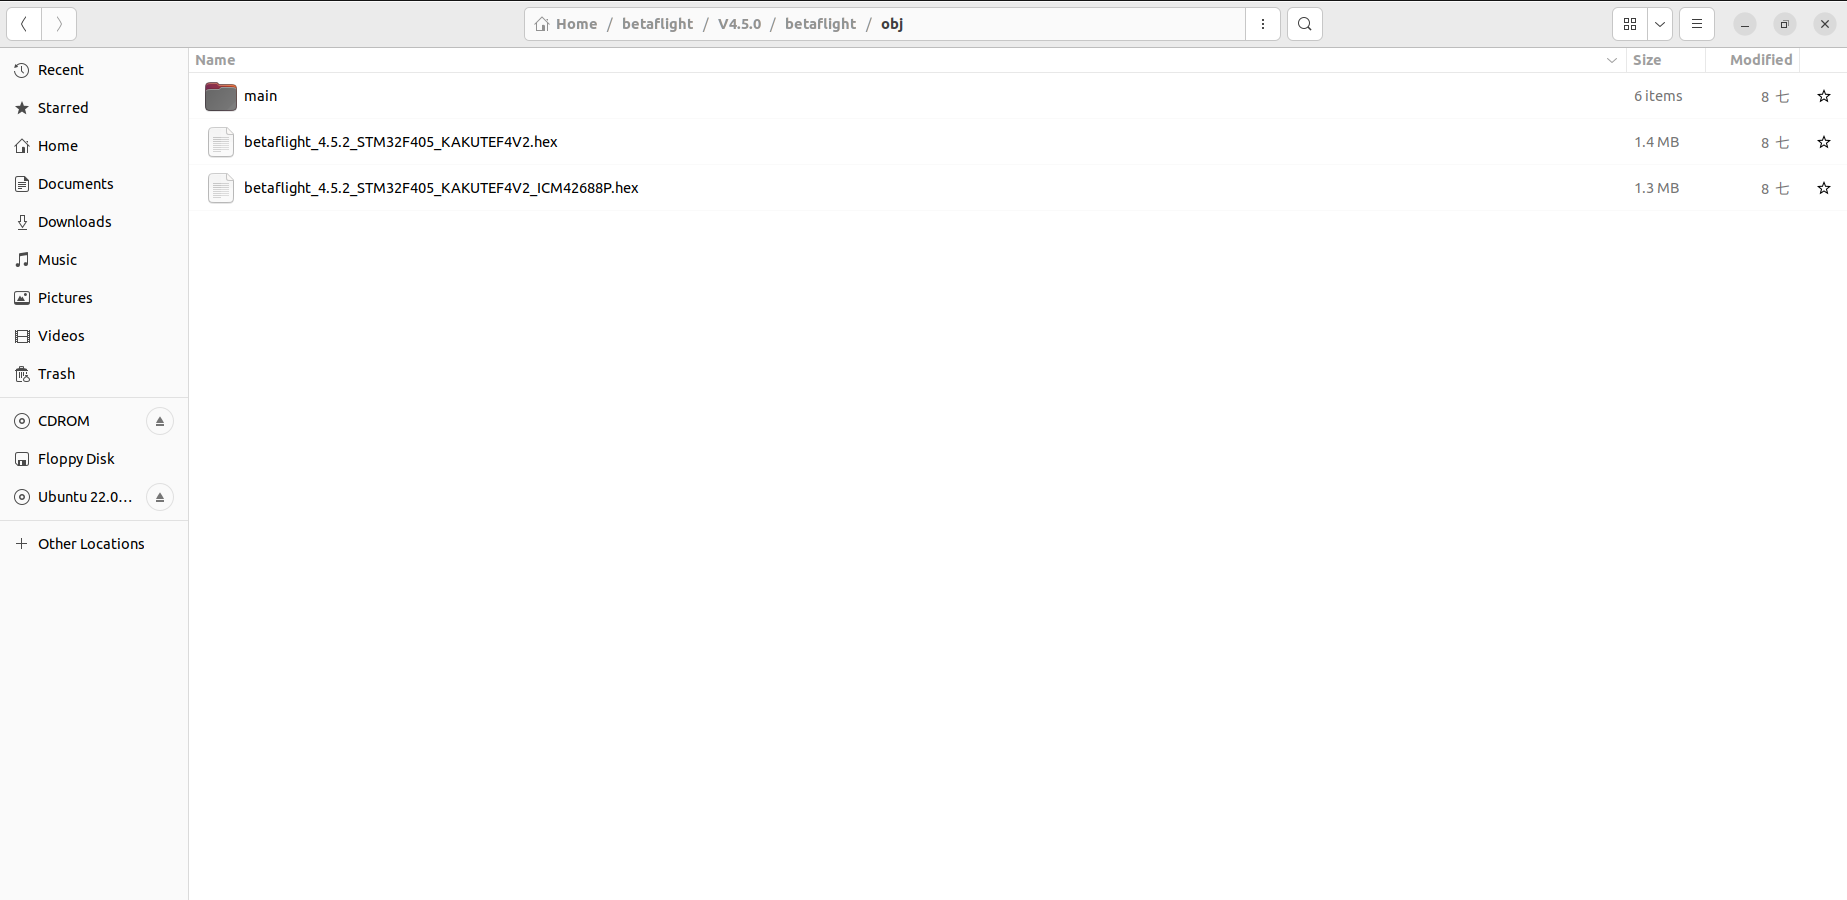 Home / betaflight / V4.5.0 / betaflight / obj
Name Size Modified
Recent
Starred
Home
Documents
Downloads
Music
Pictures
Videos
Trash
CDROM
Floppy Disk
Ubuntu 22.0…
Other Locations
main 6 items 8 七
betaflight_4.5.2_STM32F405_KAKUTEF4V2.hex 1.4 MB 8 七
betaflight_4.5.2_STM32F405_KAKUTEF4V2_ICM42688P.hex 1.3 MB 8 七